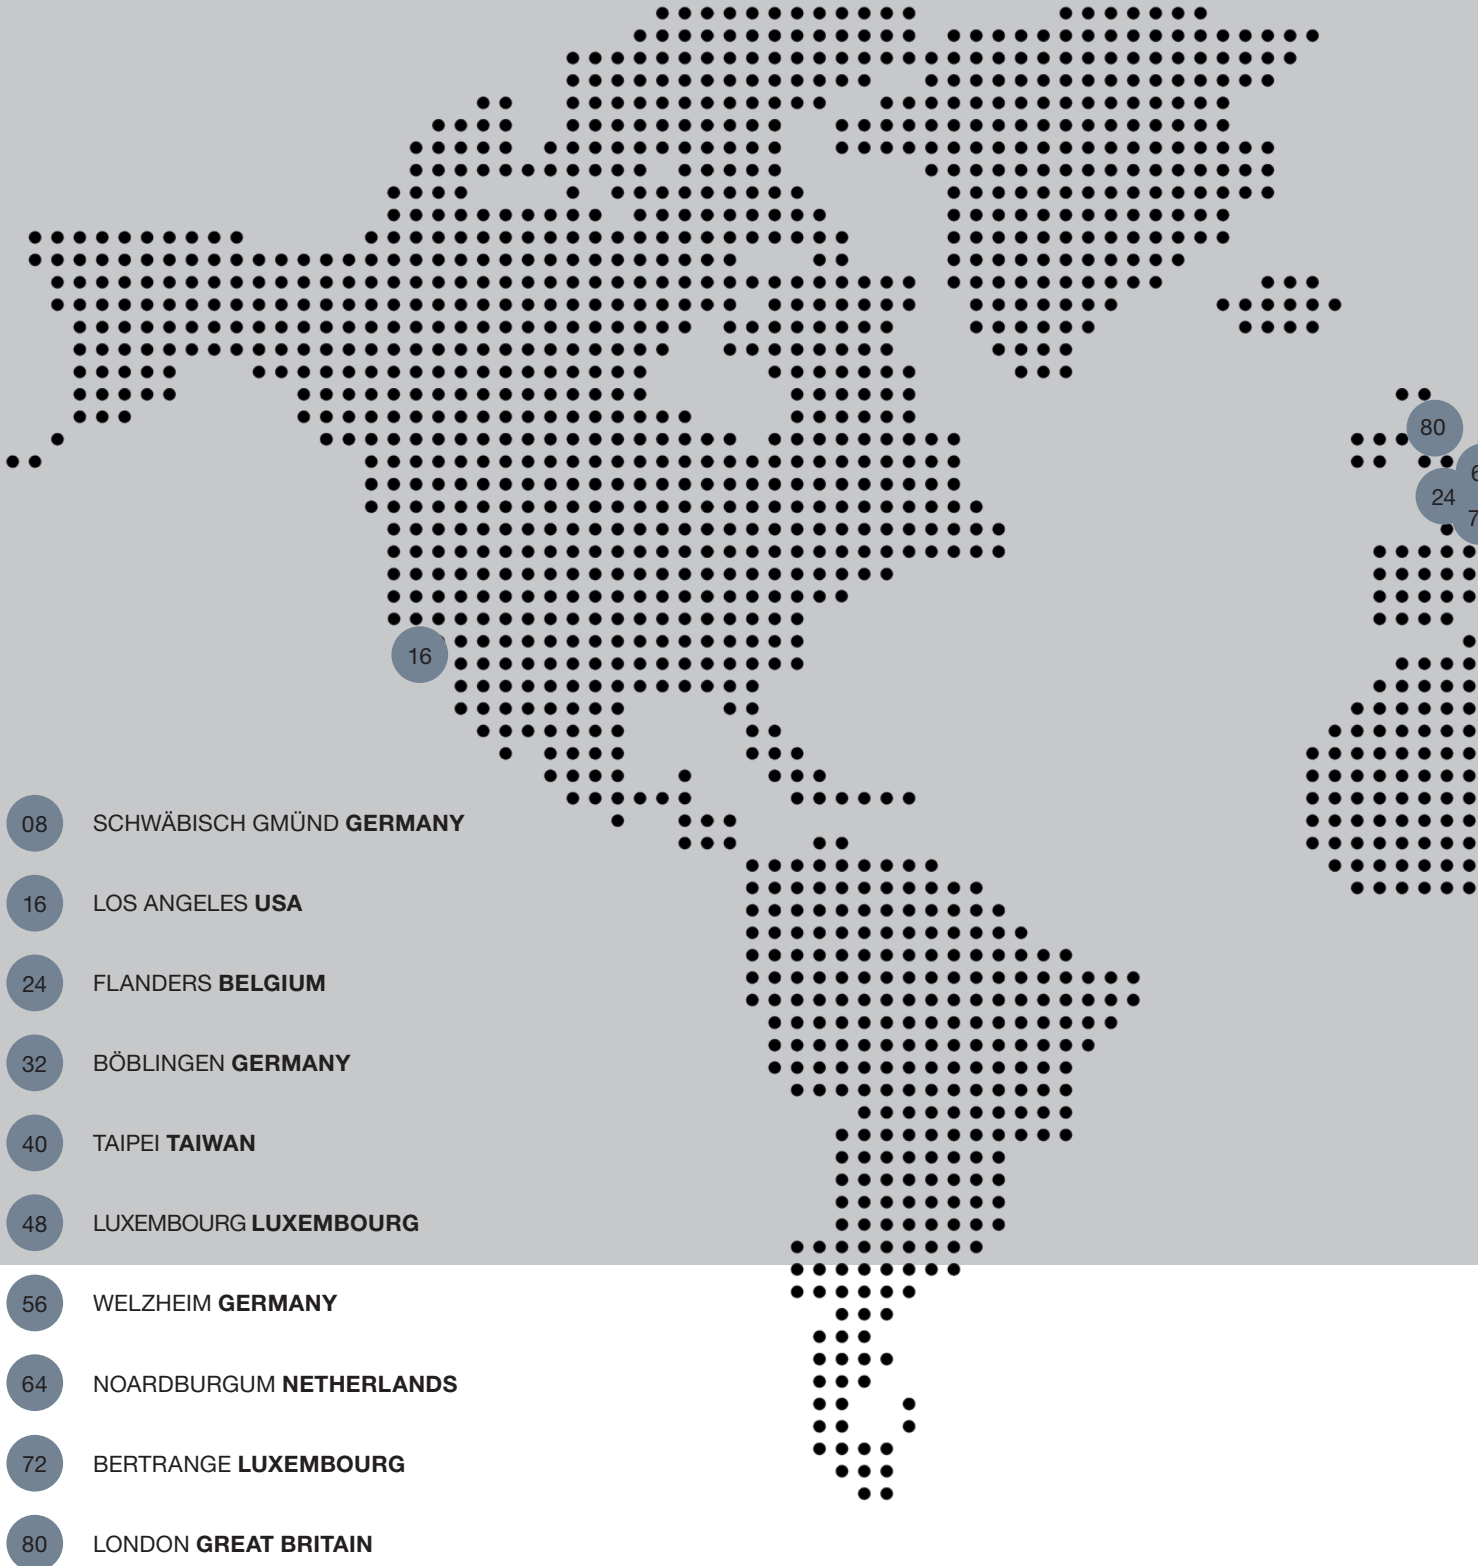 80
24
16
08 SCHWÄBISCH GMÜND GERMANY
16 LOS ANGELES USA
24 FLANDERS BELGIUM
32 BÖBLINGEN GERMANY
40 TAIPEI TAIWAN
48 LUXEMBOURG LUXEMBOURG
56 WELZHEIM GERMANY
64 NOARDBURGUM NETHERLANDS
72 BERTRANGE LUXEMBOURG
80 LONDON GREAT BRITAIN